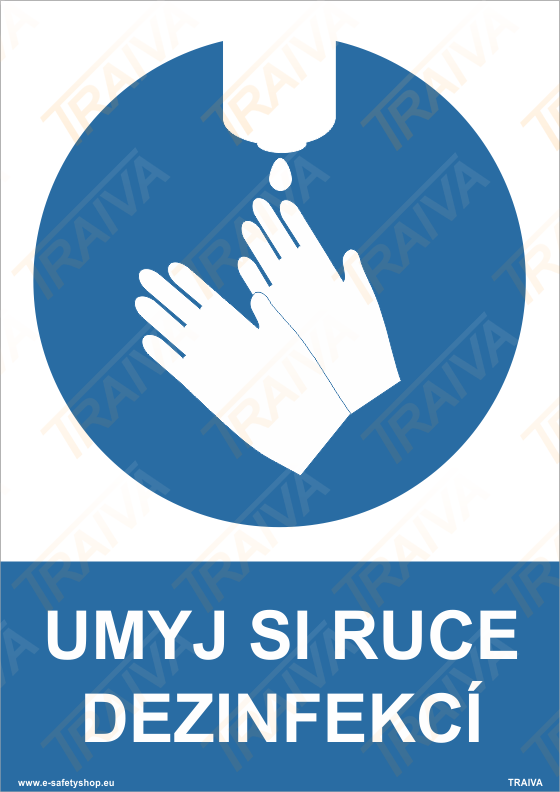 UMYJ SI RUCE
DEZINFEKCÍ
www.e-safetyshop.eu TRAIVA